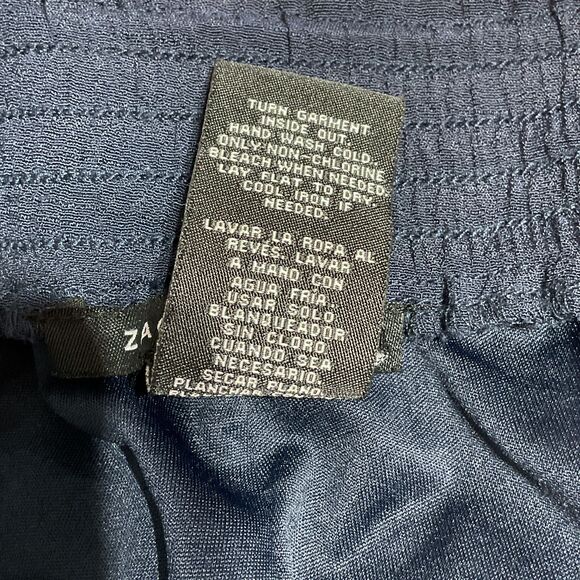 TURN GARMENT
INSIDE OUT.
HAND WASH COLD.
ONLY NON-CHLORINE
BLEACH WHEN NEEDED
LAY FLAT TO DRY
COOL IRON IF
NEEDED.
LAVAR LA ROPA AL
REVES. LAVAR
A MANO CON
AGUA TRIA.
USAR SOLO
BLANQUEADOR
SIN CLORO
CUANDO SEA
NECESARIO.
SECAR PLANO
ZA